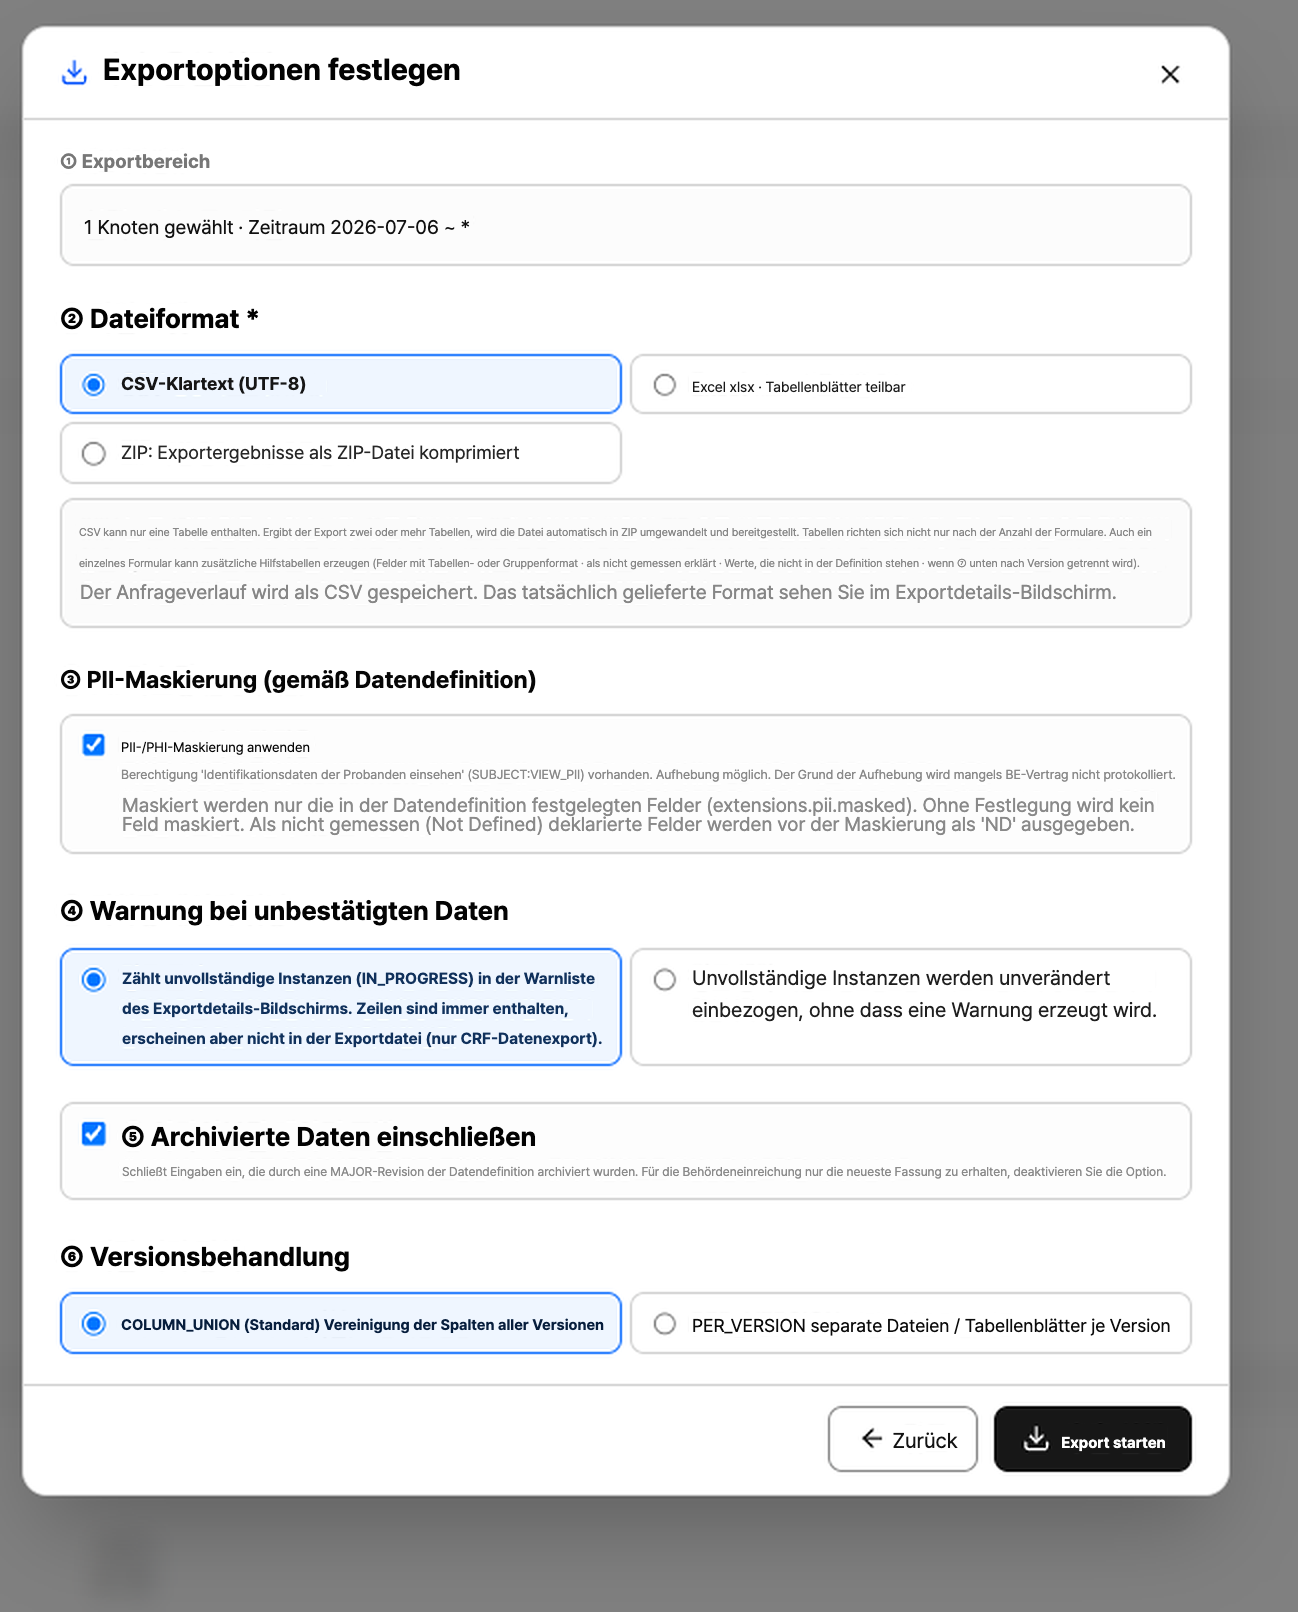 Exportoptionen festlegen
① Exportbereich
1 Knoten gewählt · Zeitraum 2026-07-06 ~ *
② Dateiformat *
CSV-Klartext (UTF-8)
Excel xlsx · Tabellenblätter teilbar
ZIP: Exportergebnisse als ZIP-Datei komprimiert
CSV kann nur eine Tabelle enthalten. Ergibt der Export zwei oder mehr Tabellen, wird die Datei automatisch in ZIP umgewandelt und bereitgestellt. Tabellen richten sich nicht nur nach der Anzahl der Formulare. Auch ein
einzelnes Formular kann zusätzliche Hilfstabellen erzeugen (Felder mit Tabellen- oder Gruppenformat · als nicht gemessen erklärt · Werte, die nicht in der Definition stehen · wenn ⑦ unten nach Version getrennt wird).
Der Anfrageverlauf wird als CSV gespeichert. Das tatsächlich gelieferte Format sehen Sie im Exportdetails-Bildschirm.
③ PII-Maskierung (gemäß Datendefinition)
PII-/PHI-Maskierung anwenden
Berechtigung 'Identifikationsdaten der Probanden einsehen' (SUBJECT:VIEW_PII) vorhanden. Aufhebung möglich. Der Grund der Aufhebung wird mangels BE-Vertrag nicht protokolliert.
Maskiert werden nur die in der Datendefinition festgelegten Felder (extensions.pii.masked). Ohne Festlegung wird kein
Feld maskiert. Als nicht gemessen (Not Defined) deklarierte Felder werden vor der Maskierung als 'ND' ausgegeben.
④ Warnung bei unbestätigten Daten
Zählt unvollständige Instanzen (IN_PROGRESS) in der Warnliste
des Exportdetails-Bildschirms. Zeilen sind immer enthalten,
erscheinen aber nicht in der Exportdatei (nur CRF-Datenexport).
Unvollständige Instanzen werden unverändert
einbezogen, ohne dass eine Warnung erzeugt wird.
⑤ Archivierte Daten einschließen
Schließt Eingaben ein, die durch eine MAJOR-Revision der Datendefinition archiviert wurden. Für die Behördeneinreichung nur die neueste Fassung zu erhalten, deaktivieren Sie die Option.
⑥ Versionsbehandlung
COLUMN_UNION (Standard) Vereinigung der Spalten aller Versionen
PER_VERSION separate Dateien / Tabellenblätter je Version
Zurück
Export starten